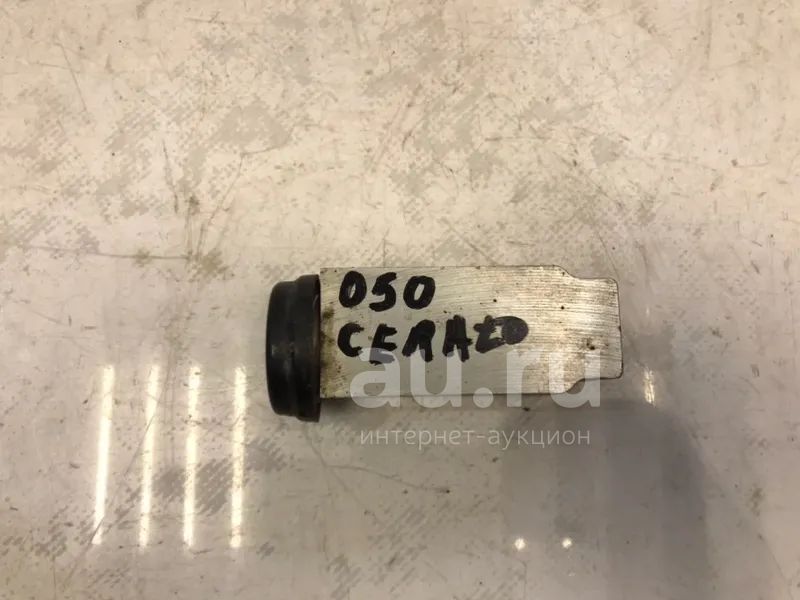 050
CERATO
au.ru
интернет-аукцион